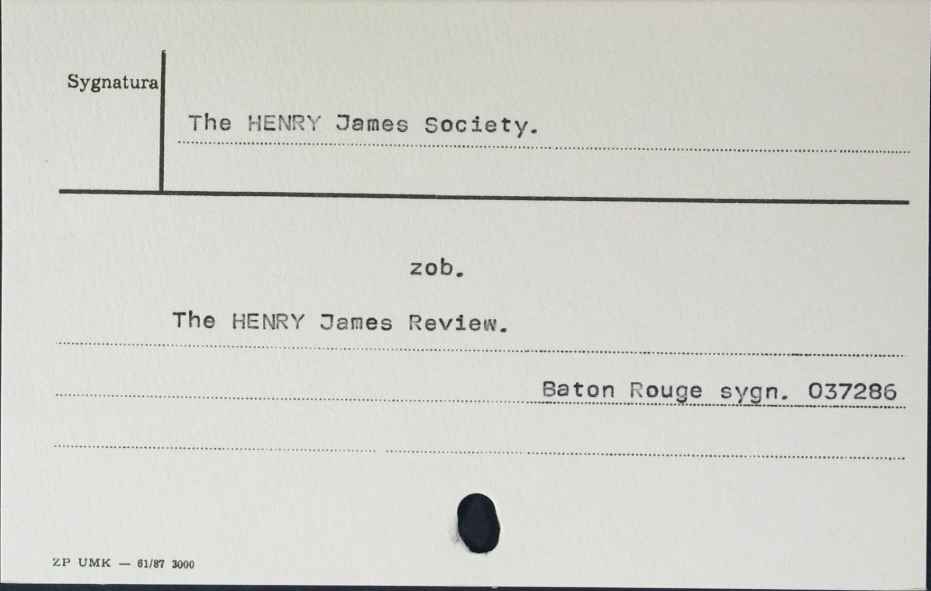 Sygnatura
The HENRY James Society.
zob.
The HENRY James Review.
Baton Rouge sygn. 037286
ZP UMK — 61/87 3000